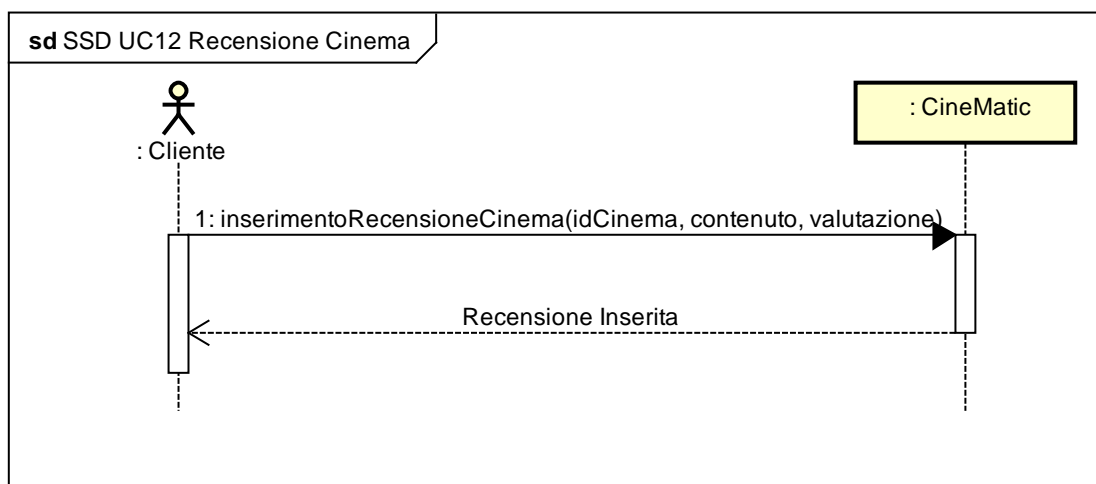 sd SSD UC12 Recensione Cinema
: Cliente
: CineMatic
1: inserimentoRecensioneCinema(idCinema, contenuto, valutazione)
Recensione Inserita